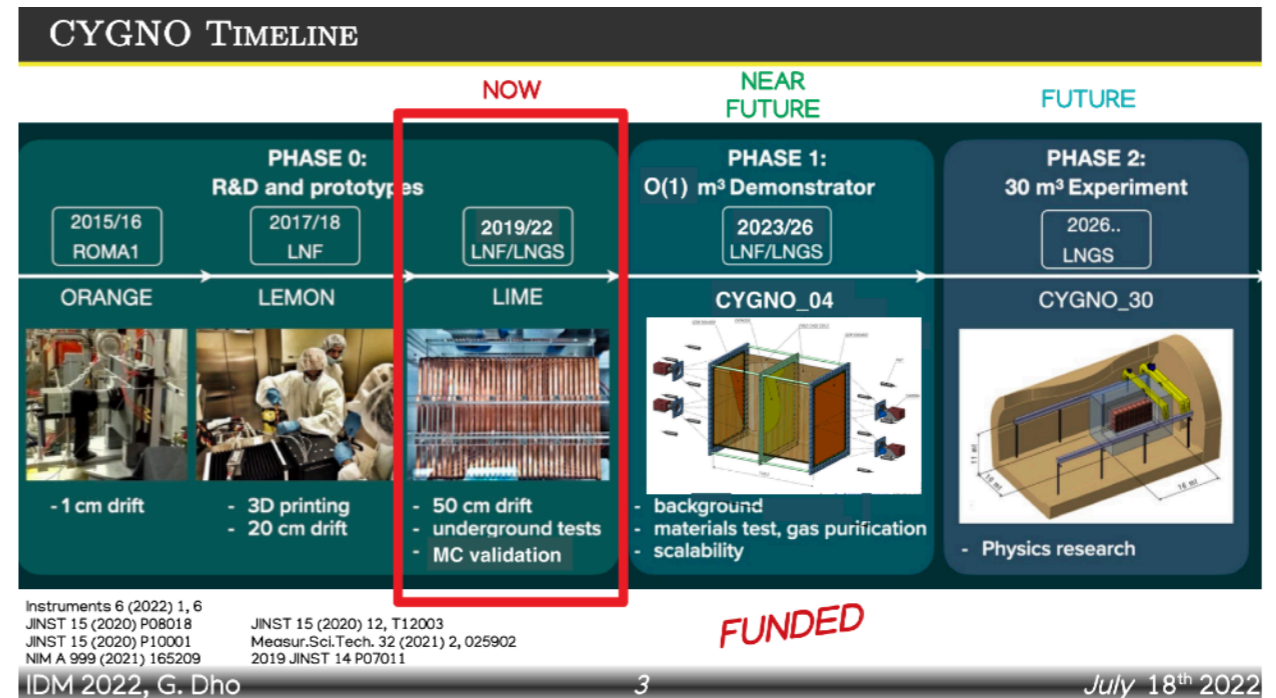 CYGNO TIMELINE
NOW
NEAR
FUTURE
FUTURE
PHASE 0:
R&D and prototypes
2015/16
ROMA1
2017/18
LNF
2019/22
LNF/LNGS
ORANGE
LEMON
LIME
- 1 cm drift
- 3D printing
- 20 cm drift
- 50 cm drift
- underground tests
- MC validation
PHASE 1:
O(1) m³ Demonstrator
2023/26
LNF/LNGS
CYGNO_04
- background
- materials test, gas purification
- scalability
PHASE 2:
30 m³ Experiment
2026..
LNGS
CYGNO_30
11 mt
16 mt
- Physics research
Instruments 6 (2022) 1, 6
JINST 15 (2020) P08018
JINST 15 (2020) P10001
NIM A 999 (2021) 165209
JINST 15 (2020) 12, T12003
Measur.Sci.Tech. 32 (2021) 2, 025902
2019 JINST 14 P07011
FUNDED
IDM 2022, G. Dho
3
July 18th 2022